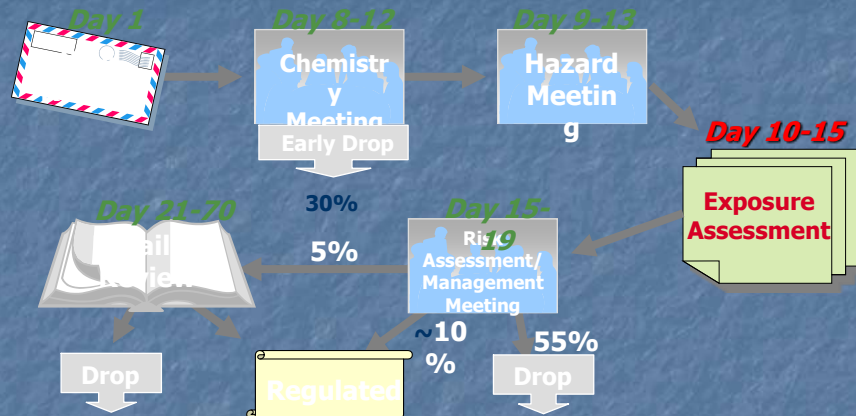 Day 1
Day 8-12
Day 9-13
Chemistr
y
Meeting
Hazard
Meetin
g
Early Drop
Day 10-15
30%
Exposure
Assessment
Day 21-70
Day 15-
19
5%
Risk
Assessment/
Management
Meeting
~10
%
55%
Drop
Regulated
Drop